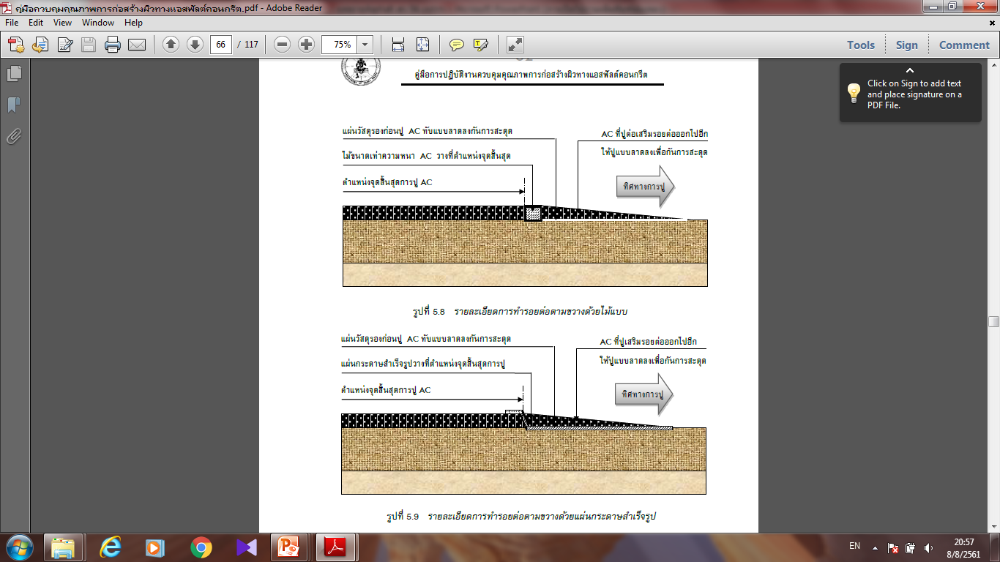 คู่มือควบคุมคุณภาพการก่อสร้างผิวทางแอสฟัลต์คอนกรีต.pdf - Adobe Reader
File Edit View Window Help
66 / 117 75% Tools Sign Comment
คู่มือการปฏิบัติงานควบคุมคุณภาพการก่อสร้างผิวทางแอสฟัลต์คอนกรีต
Click on Sign to add text
and place signature on a
PDF File.
แผ่นวัสดุรองก่อนปู AC ทับแบบลาดลงกันการสะดุด
AC ที่ปูต่อเสริมรอยต่อออกไปอีก
ไม้ขนาดเท่าความหนา AC วางที่ตำแหน่งจุดสิ้นสุด
ให้ปูแบบลาดลงเพื่อกันการสะดุด
ตำแหน่งจุดสิ้นสุดการปู AC
ทิศทางการปู
รูปที่ 5.8 รายละเอียดการทำรอยต่อตามขวางด้วยไม้แบบ
แผ่นวัสดุรองก่อนปู AC ทับแบบลาดลงกันการสะดุด
AC ที่ปูเสริมรอยต่อออกไปอีก
แผ่นกระดาษสำเร็จรูปวางที่ตำแหน่งจุดสิ้นสุดการปู
ให้ปูแบบลาดลงเพื่อกันการสะดุด
ตำแหน่งจุดสิ้นสุดการปู AC
ทิศทางการปู
รูปที่ 5.9 รายละเอียดการทำรอยต่อตามขวางด้วยแผ่นกระดาษสำเร็จรูป
EN
20:57
8/8/2561